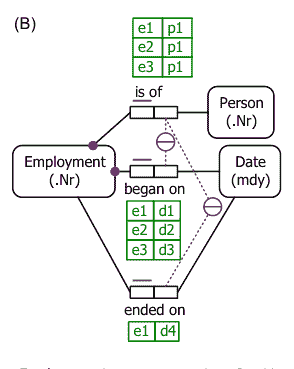 (B)
e1 p1
e2 p1
e3 p1
is of
Person
(.Nr)
Employment
(.Nr)
Date
(mdy)
began on
e1 d1
e2 d2
e3 d3
ended on
e1 d4